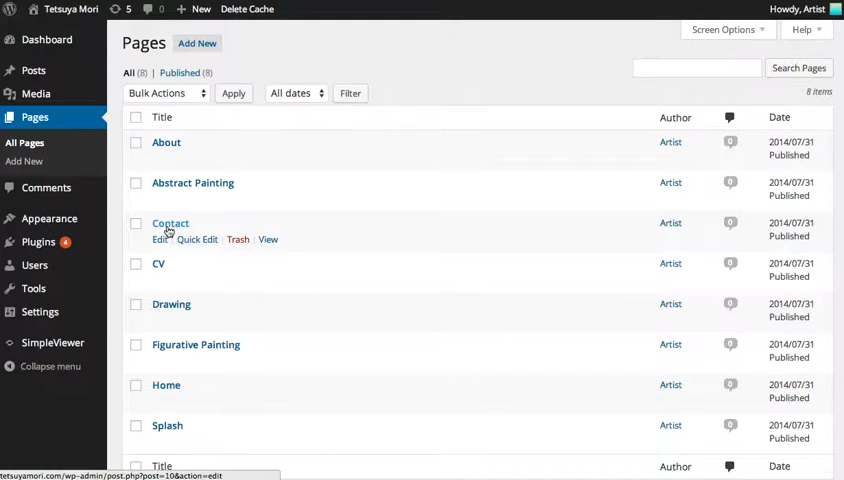 Tetsuya Mori 5 0 New Delete Cache Howdy, Artist
Screen Options Help
Dashboard
Posts
Media
Pages
All Pages
Add New
Comments
Appearance
Plugins 4
Users
Tools
Settings
SimpleViewer
Collapse menu
Pages Add New
All (8) | Published (8)
Search Pages
Bulk Actions Apply All dates Filter
8 items
Title Author Date
About Artist 0 2014/07/31
Published
Abstract Painting Artist 0 2014/07/31
Published
Contact Artist 0 2014/07/31
Edit | Quick Edit | Trash | View Published
CV Artist 0 2014/07/31
Published
Drawing Artist 0 2014/07/31
Published
Figurative Painting Artist 0 2014/07/31
Published
Home Artist 0 2014/07/31
Published
Splash Artist 0 2014/07/31
Published
Title Author Date
tetsuyamori.com/wp-admin/post.php?post=10&action=edit